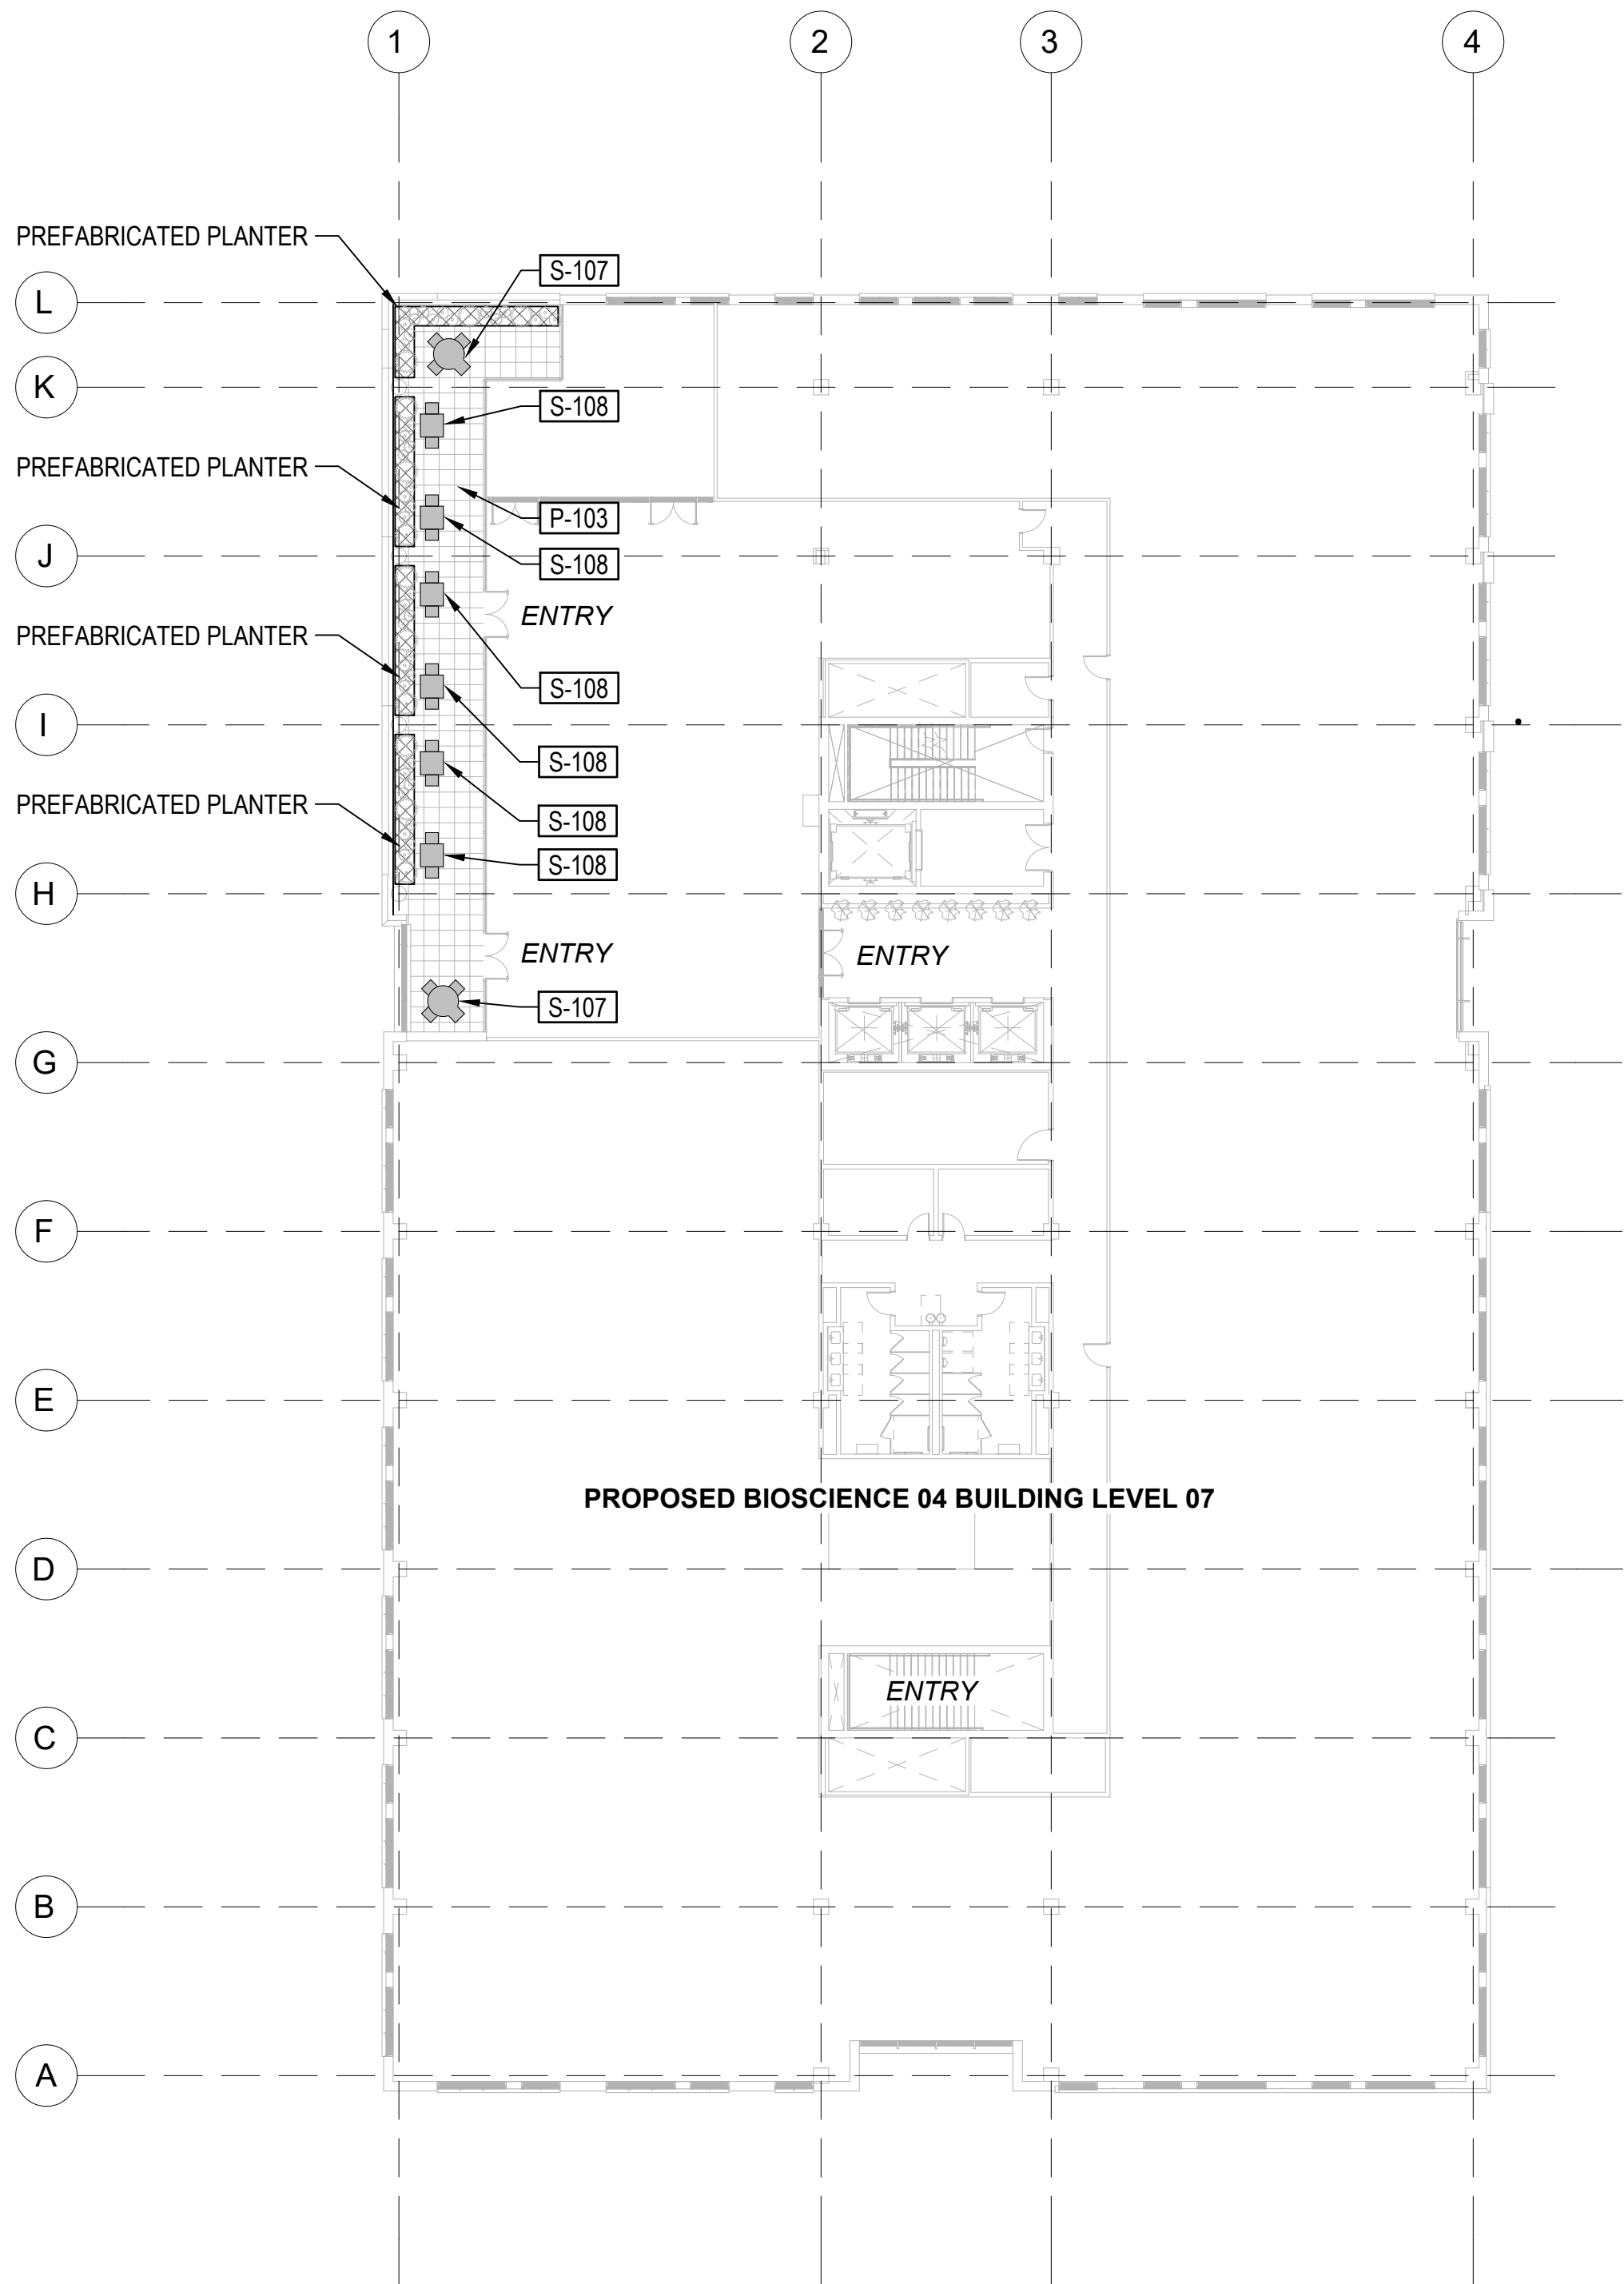 1
2
3
4
PREFABRICATED PLANTER
S-107
L
K
S-108
PREFABRICATED PLANTER
P-103
J
S-108
ENTRY
PREFABRICATED PLANTER
S-108
I
S-108
PREFABRICATED PLANTER
S-108
S-108
H
ENTRY
ENTRY
S-107
G
F
E
PROPOSED BIOSCIENCE 04 BUILDING LEVEL 07
D
ENTRY
C
B
A